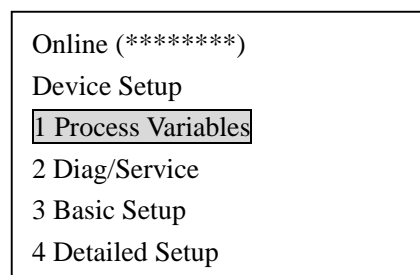 Online (********)
Device Setup
1 Process Variables
2 Diag/Service
3 Basic Setup
4 Detailed Setup